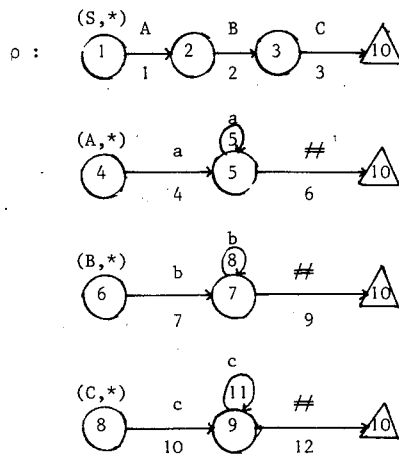 (S,*) A B C
ρ : 1 2 3 10
1 2 3
(A,*) a a #
4 5 5 10
4 6
(B,*) b b #
6 8 7 10
7 9
(C,*) c c #
8 11 9 10
10 12